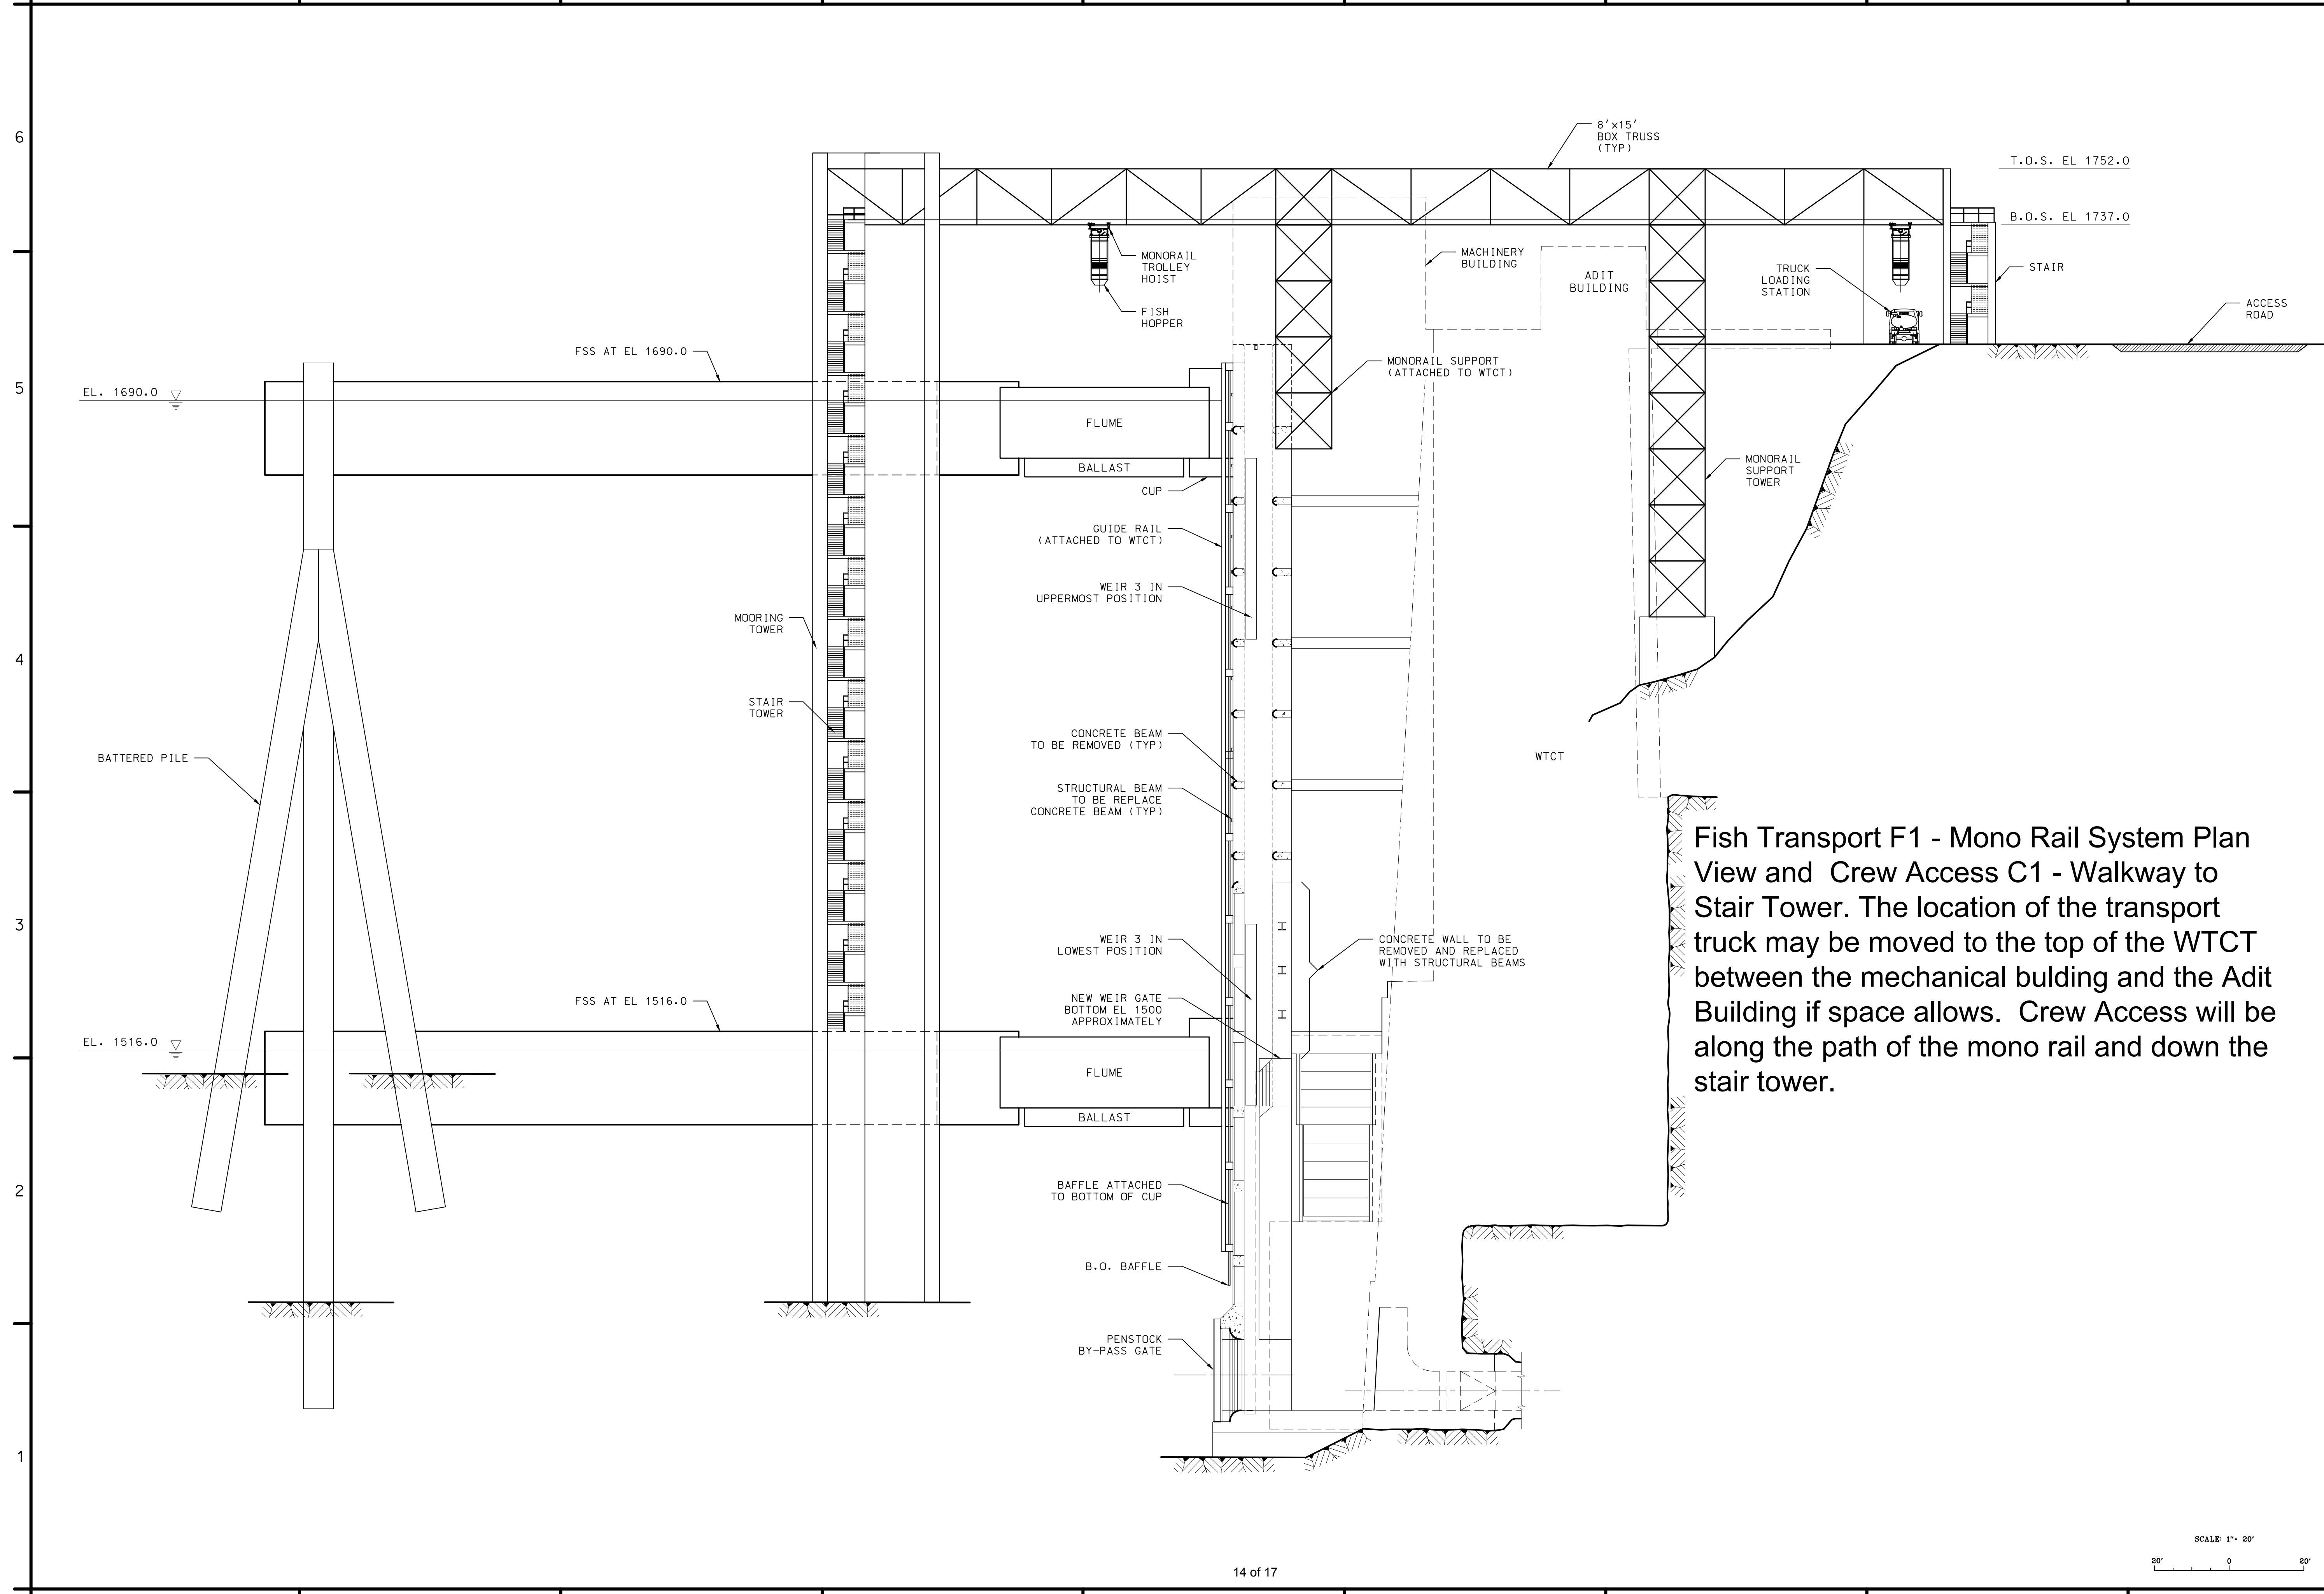 6
8'x15'
BOX TRUSS
(TYP)
T.O.S. EL 1752.0
B.O.S. EL 1737.0
MONORAIL
TROLLEY
HOIST
FISH
HOPPER
MACHINERY
BUILDING
ADIT
BUILDING
TRUCK
LOADING
STATION
STAIR
ACCESS
ROAD
FSS AT EL 1690.0
MONORAIL SUPPORT
(ATTACHED TO WTCT)
5
EL. 1690.0
FLUME
BALLAST
CUP
MONORAIL
SUPPORT
TOWER
GUIDE RAIL
(ATTACHED TO WTCT)
WEIR 3 IN
UPPERMOST POSITION
MOORING
TOWER
4
STAIR
TOWER
CONCRETE BEAM
TO BE REMOVED (TYP)
BATTERED PILE
WTCT
STRUCTURAL BEAM
TO BE REPLACE
CONCRETE BEAM (TYP)
Fish Transport F1 - Mono Rail System Plan
View and Crew Access C1 - Walkway to
Stair Tower. The location of the transport
truck may be moved to the top of the WTCT
between the mechanical bulding and the Adit
Building if space allows. Crew Access will be
along the path of the mono rail and down the
stair tower.
3
WEIR 3 IN
LOWEST POSITION
CONCRETE WALL TO BE
REMOVED AND REPLACED
WITH STRUCTURAL BEAMS
FSS AT EL 1516.0
NEW WEIR GATE
BOTTOM EL 1500
APPROXIMATELY
EL. 1516.0
FLUME
BALLAST
2
BAFFLE ATTACHED
TO BOTTOM OF CUP
B.O. BAFFLE
PENSTOCK
BY-PASS GATE
1
SCALE: 1"- 20'
20' 0 20'
14 of 17